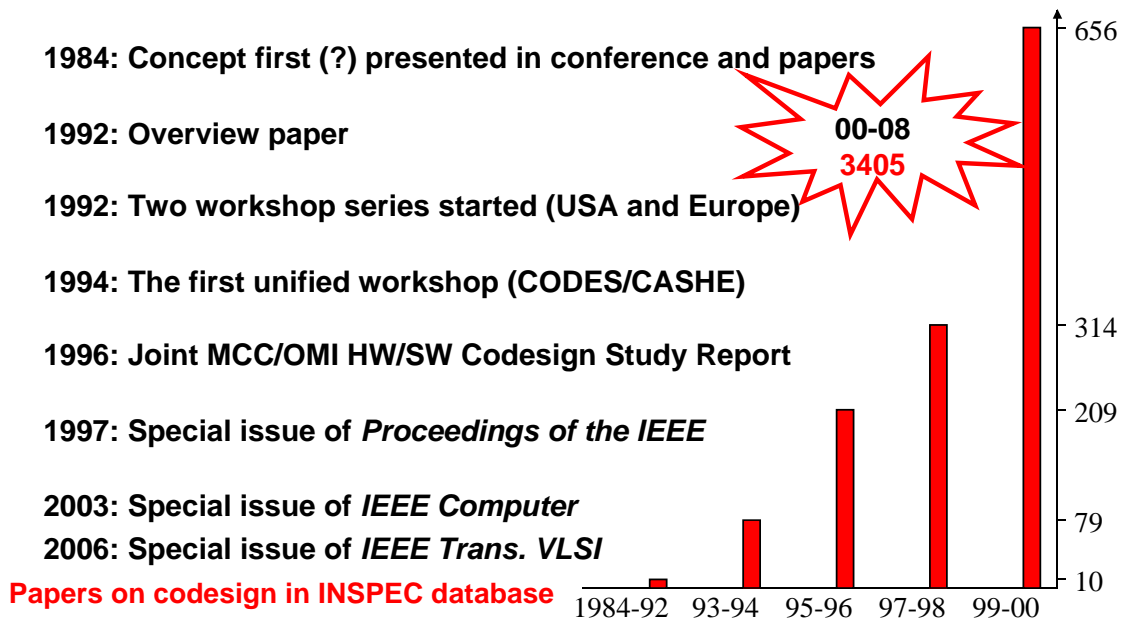 1984: Concept first (?) presented in conference and papers
1992: Overview paper
1992: Two workshop series started (USA and Europe)
1994: The first unified workshop (CODES/CASHE)
1996: Joint MCC/OMI HW/SW Codesign Study Report
1997: Special issue of Proceedings of the IEEE
2003: Special issue of IEEE Computer
2006: Special issue of IEEE Trans. VLSI
Papers on codesign in INSPEC database
00-08
3405
656
314
209
79
10
1984-92 93-94 95-96 97-98 99-00